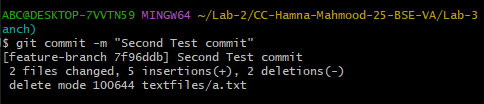 ABC@DESKTOP-7VVTN59 MINGW64 ~/Lab-2/CC-Hamna-Mahmood-25-BSE-VA/Lab-3
anch)
$ git commit -m "Second Test commit"
[feature-branch 7f96ddb] Second Test commit
 2 files changed, 5 insertions(+), 2 deletions(-)
 delete mode 100644 textfiles/a.txt